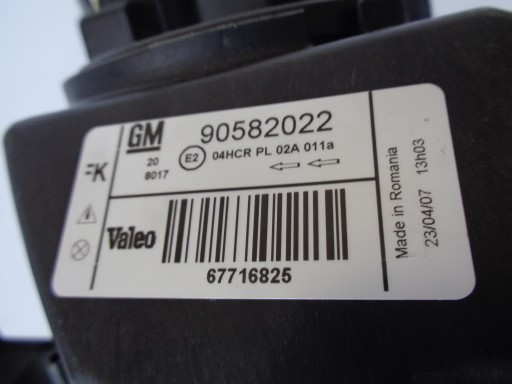 GM 90582022
20 E2 04HCR PL 02A 011a
8017
K
Valeo
67716825
Made in Romania
23/04/07 13h03